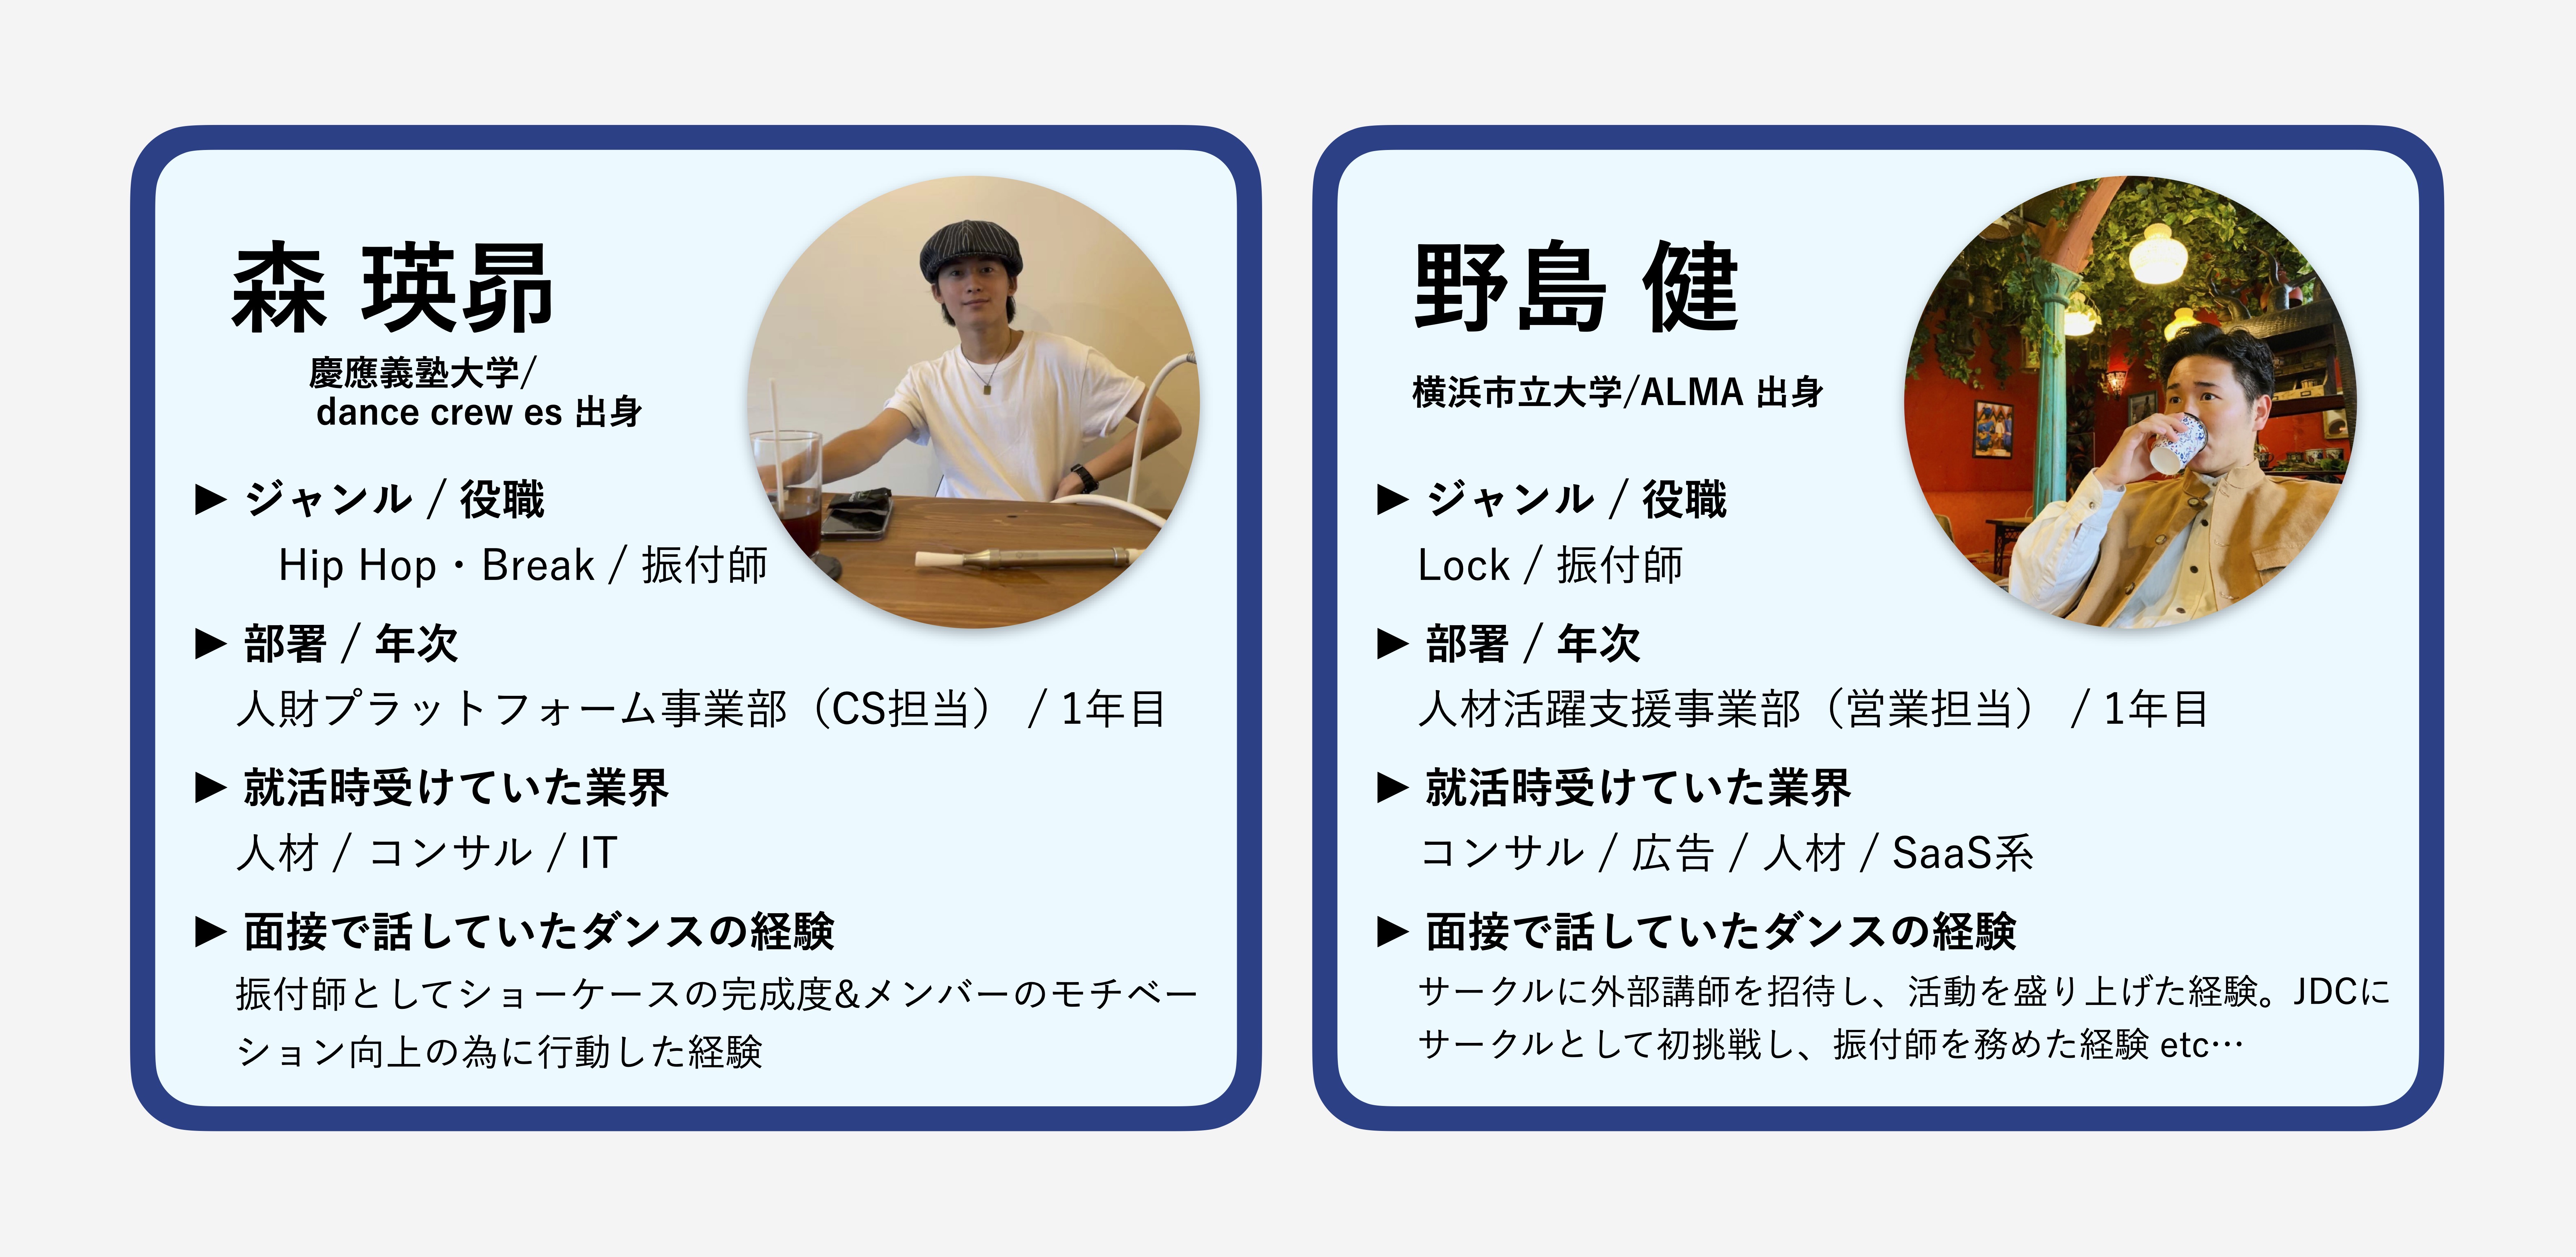 森 瑛昴
慶應義塾大学/
dance crew es 出身
▶ ジャンル / 役職
Hip Hop・Break / 振付師
▶ 部署 / 年次
人財プラットフォーム事業部（CS担当） / 1年目
▶ 就活時受けていた業界
人材 / コンサル / IT
▶ 面接で話していたダンスの経験
振付師としてショーケースの完成度&メンバーのモチベー
ション向上の為に行動した経験
野島 健
横浜市立大学/ALMA 出身
▶ ジャンル / 役職
Lock / 振付師
▶ 部署 / 年次
人材活躍支援事業部（営業担当） / 1年目
▶ 就活時受けていた業界
コンサル / 広告 / 人材 / SaaS系
▶ 面接で話していたダンスの経験
サークルに外部講師を招待し、活動を盛り上げた経験。JDCに
サークルとして初挑戦し、振付師を務めた経験 etc…